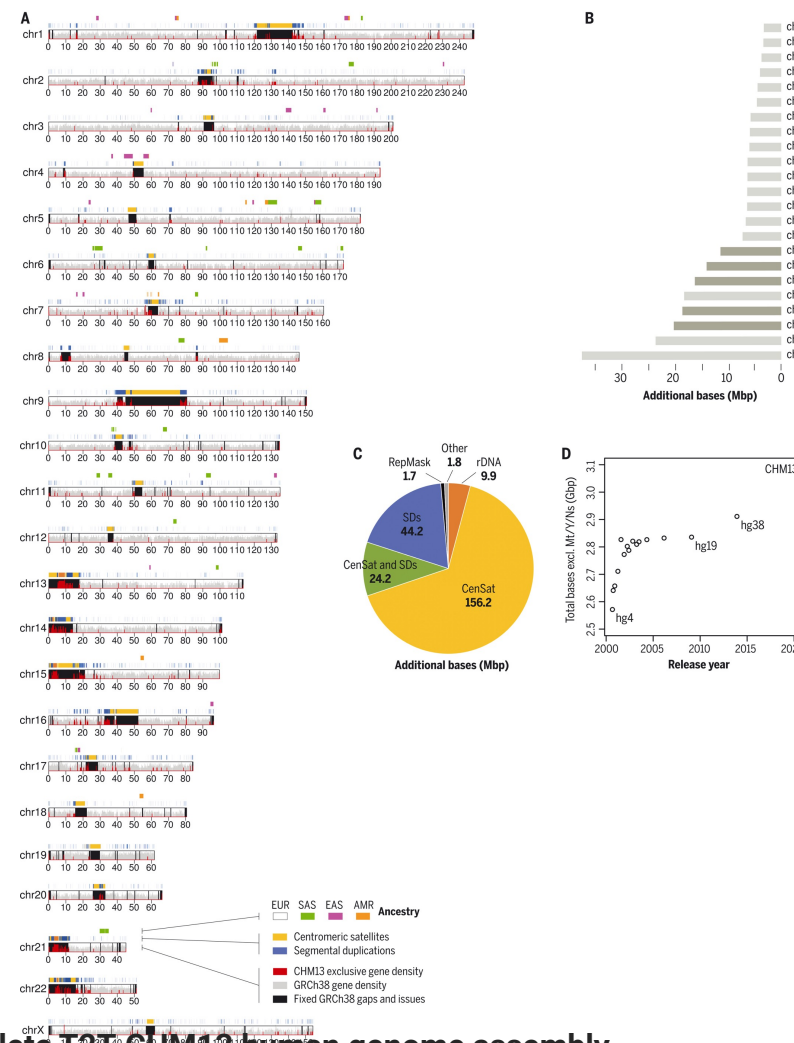 A
chr1
0 10 20 30 40 50 60 70 80 90 100 110 120 130 140 150 160 170 180 190 200 210 220 230 240
chr2
0 10 20 30 40 50 60 70 80 90 100 110 120 130 140 150 160 170 180 190 200 210 220 230 240
chr3
0 10 20 30 40 50 60 70 80 90 100 110 120 130 140 150 160 170 180 190 200
chr4
0 10 20 30 40 50 60 70 80 90 100 110 120 130 140 150 160 170 180 190
chr5
0 10 20 30 40 50 60 70 80 90 100 110 120 130 140 150 160 170 180
chr6
0 10 20 30 40 50 60 70 80 90 100 110 120 130 140 150 160 170
chr7
0 10 20 30 40 50 60 70 80 90 100 110 120 130 140 150 160
chr8
0 10 20 30 40 50 60 70 80 90 100 110 120 130 140
chr9
0 10 20 30 40 50 60 70 80 90 100 110 120 130 140 150
chr10
0 10 20 30 40 50 60 70 80 90 100 110 120 130
chr11
0 10 20 30 40 50 60 70 80 90 100 110 120 130
chr12
0 10 20 30 40 50 60 70 80 90 100 110 120 130
chr13
0 10 20 30 40 50 60 70 80 90 100 110
chr14
0 10 20 30 40 50 60 70 80 90 100
chr15
0 10 20 30 40 50 60 70 80 90
chr16
0 10 20 30 40 50 60 70 80 90
chr17
0 10 20 30 40 50 60 70 80
chr18
0 10 20 30 40 50 60 70 80
chr19
0 10 20 30 40 50 60
chr20
0 10 20 30 40 50 60
chr21
0 10 20 30 40
chr22
0 10 20 30 40 50
chrX
EUR SAS EAS AMR Ancestry
Centromeric satellites
Segmental duplications
CHM13 exclusive gene density
GRCh38 gene density
Fixed GRCh38 gaps and issues
B
30 20 10 0
Additional bases (Mbp)
C
Other
1.8
RepMask
1.7
rDNA
9.9
SDs
44.2
CenSat and SDs
24.2
CenSat
156.2
Additional bases (Mbp)
D
Total bases excl. Mt/Y/Ns (Gbp)
3.1
3.0
2.9
2.8
2.7
2.6
2.5
CHM13
hg38
hg19
hg4
2000 2005 2010 2015
Release year
genome assembly